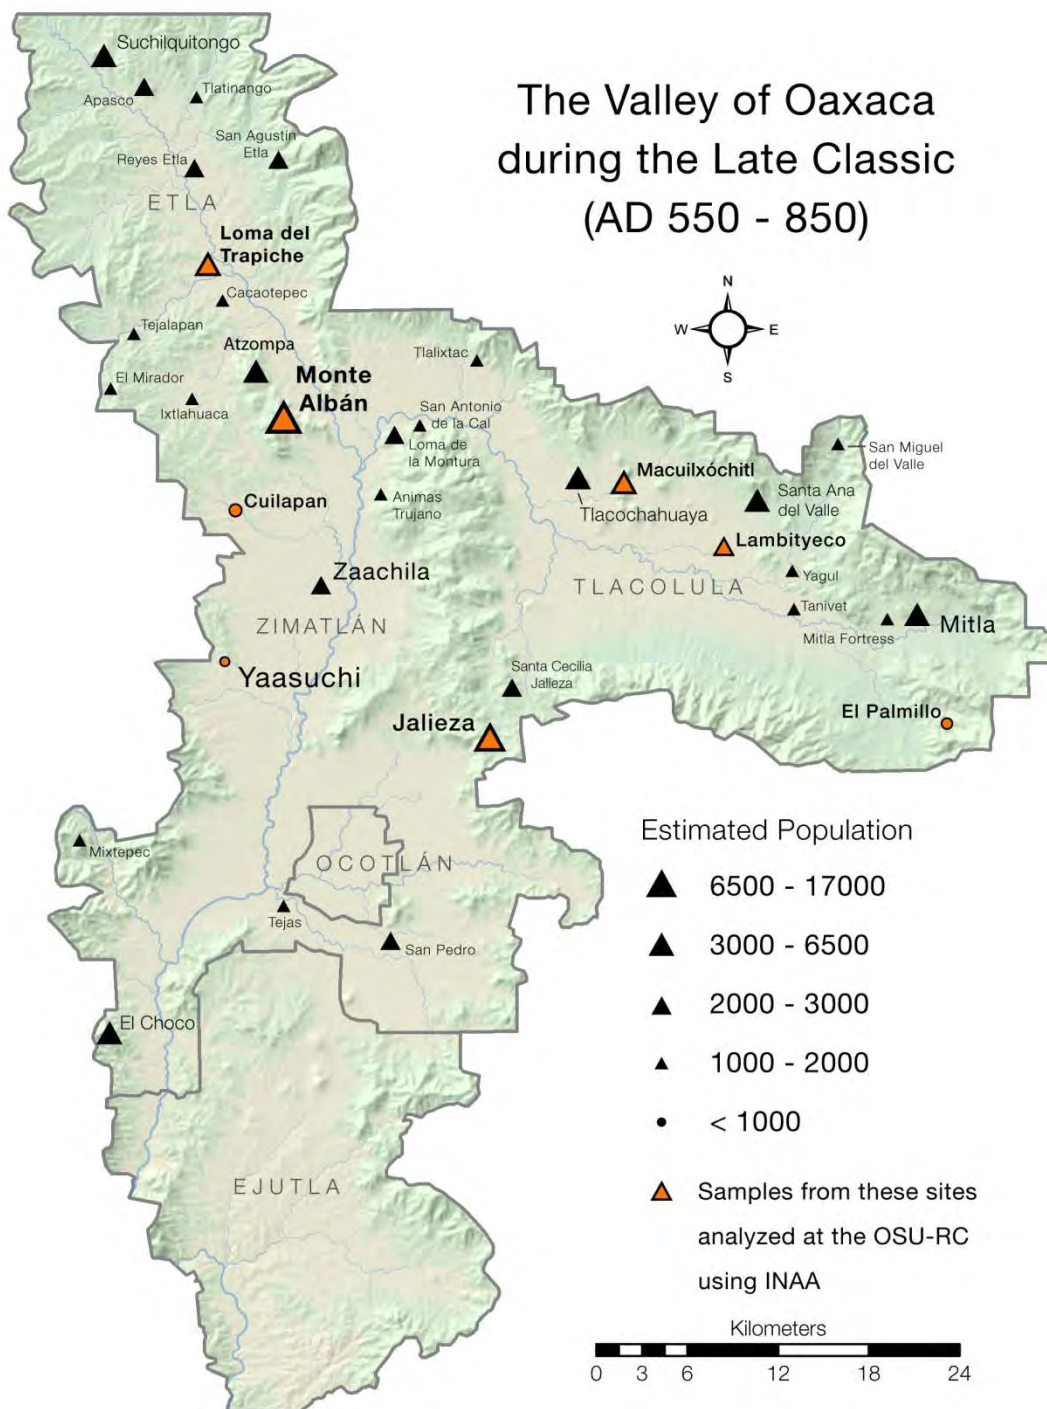 The Valley of Oaxaca
during the Late Classic
(AD 550 - 850)
N
W
E
S
Suchilquitongo
Apasco
Tlatinango
San Agustín
Etla
Reyes Etla
ETLA
Loma del
Trapiche
Cacaotepec
Tejalapan
Atzompa
El Mirador
Ixtlahuaca
Monte
Albán
Tlalixtac
San Antonio
de la Cal
Loma de
la Montura
Animas
Trujano
Cuilapan
Macuilxóchitl
Tlacochahuaya
San Miguel
del Valle
Santa Ana
del Valle
Lambityeco
Yagul
Tanivet
TLACOLULA
Mitla Fortress
Mitla
Zaachila
ZIMATLÁN
Yaasuchi
Santa Cecilia
Jalieza
Jalieza
El Palmillo
Mixtepec
OCOTLÁN
Tejas
San Pedro
El Choco
EJUTLA
Estimated Population
6500 - 17000
3000 - 6500
2000 - 3000
1000 - 2000
< 1000
Samples from these sites
analyzed at the OSU-RC
using INAA
Kilometers
0 3 6 12 18 24